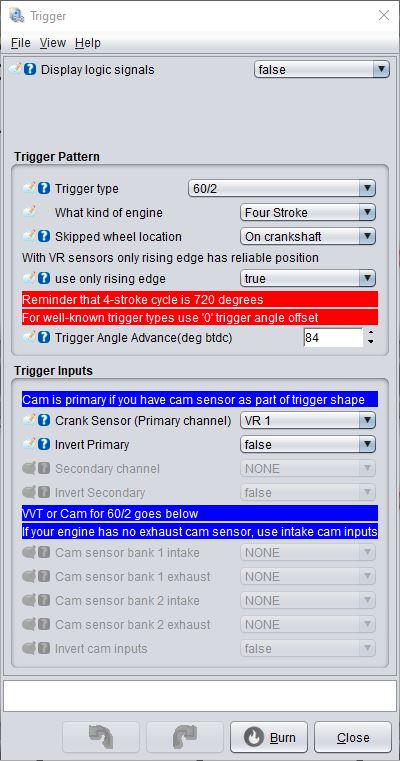 Trigger
File View Help
Display logic signals false
Trigger Pattern
Trigger type 60/2
What kind of engine Four Stroke
Skipped wheel location On crankshaft
With VR sensors only rising edge has reliable position
use only rising edge true
Reminder that 4-stroke cycle is 720 degrees
For well-known trigger types use '0' trigger angle offset
Trigger Angle Advance(deg btdc) 84
Trigger Inputs
Cam is primary if you have cam sensor as part of trigger shape
Crank Sensor (Primary channel) VR 1
Invert Primary false
Secondary channel NONE
Invert Secondary false
VVT or Cam for 60/2 goes below
If your engine has no exhaust cam sensor, use intake cam inputs
Cam sensor bank 1 intake NONE
Cam sensor bank 1 exhaust NONE
Cam sensor bank 2 intake NONE
Cam sensor bank 2 exhaust NONE
Invert cam inputs false
Burn Close